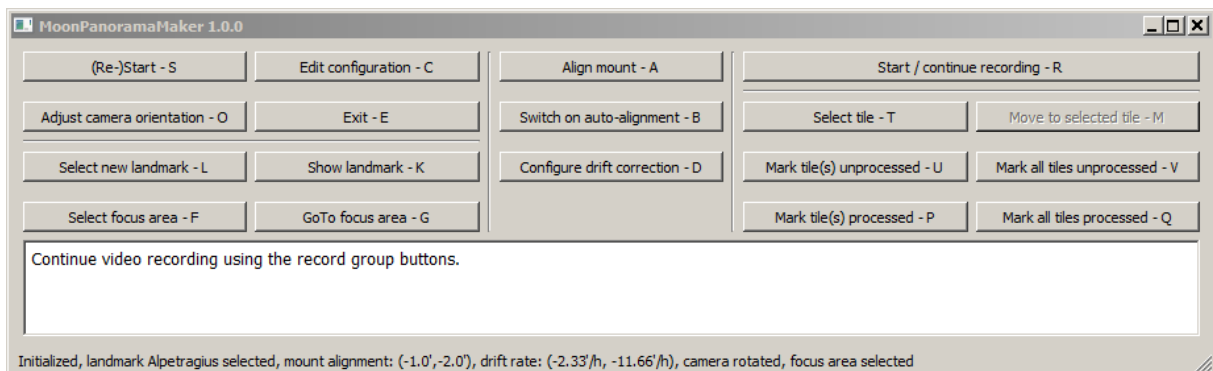 MoonPanoramaMaker 1.0.0
(Re-)Start - S
Edit configuration - C
Align mount - A
Start / continue recording - R
Adjust camera orientation - O
Exit - E
Switch on auto-alignment - B
Select tile - T
Move to selected tile - M
Select new landmark - L
Show landmark - K
Configure drift correction - D
Mark tile(s) unprocessed - U
Mark all tiles unprocessed - V
Select focus area - F
GoTo focus area - G
Mark tile(s) processed - P
Mark all tiles processed - Q
Continue video recording using the record group buttons.
Initialized, landmark Alpetragius selected, mount alignment: (-1.0',-2.0'), drift rate: (-2.33'/h, -11.66'/h), camera rotated, focus area selected